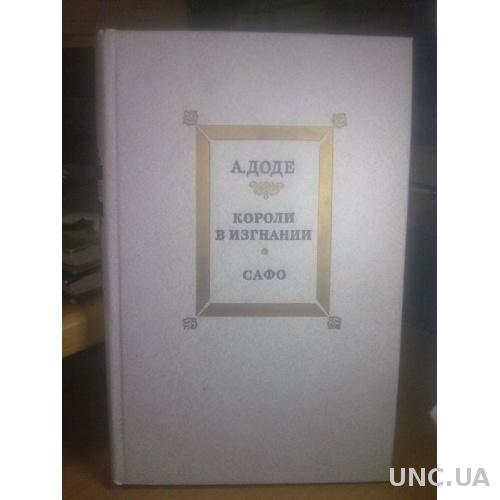 А. ДОДЕ
КОРОЛИ
В ИЗГНАНИИ
САФО
UNC.UA